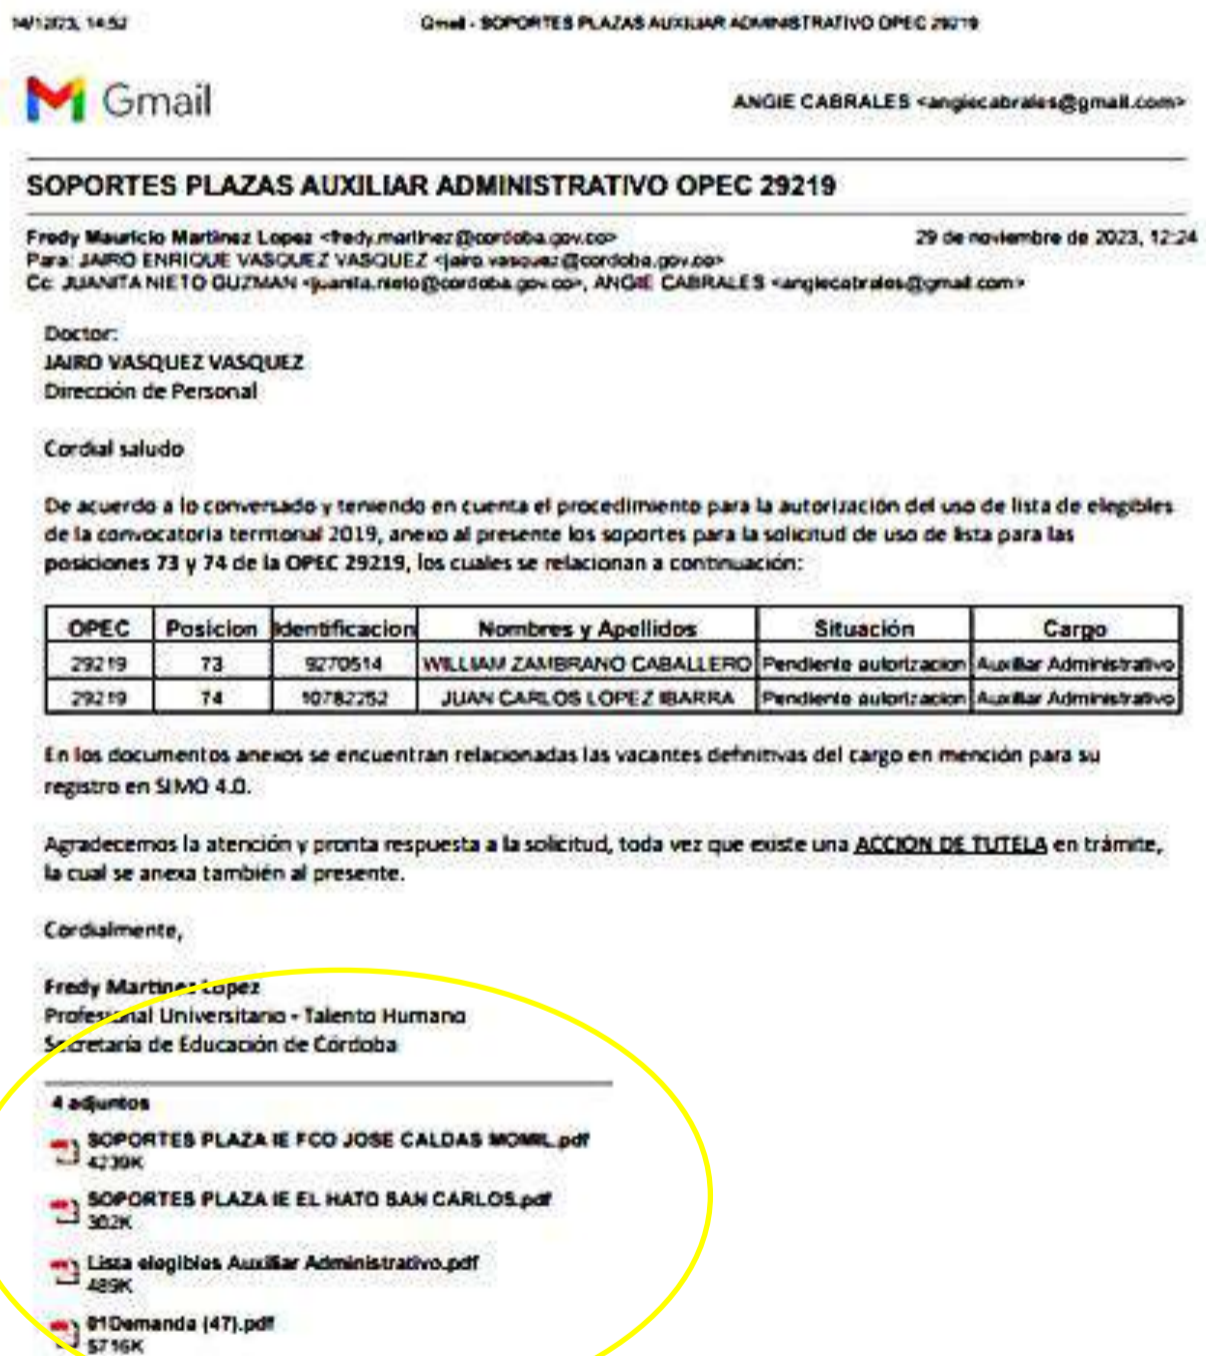 Gmail - SOPORTES PLAZAS AUXILIAR ADMINISTRATIVO OPEC 29219
Gmail
ANGIE CABRALES <angiecabrales@gmail.com>
SOPORTES PLAZAS AUXILIAR ADMINISTRATIVO OPEC 29219
Fredy Mauricio Martinez Lopez <fredy.martinez@cordoba.gov.co>
29 de noviembre de 2023, 12:24
Para: JAIRO ENRIQUE VASQUEZ VASQUEZ <jairo.vasquez@cordoba.gov.co>
Cc: JUANITA NIETO GUZMAN <juanita.nieto@cordoba.gov.co>, ANGIE CABRALES <angiecabrales@gmail.com>
Doctor:
JAIRO VASQUEZ VASQUEZ
Dirección de Personal
Cordial saludo
De acuerdo a lo conversado y teniendo en cuenta el procedimiento para la autorización del uso de lista de elegibles
de la convocatoria territorial 2019, anexo al presente los soportes para la solicitud de uso de lista para las
posiciones 73 y 74 de la OPEC 29219, los cuales se relacionan a continuación:
OPEC Posicion Identificacion Nombres y Apellidos Situación Cargo
29219 73 9270514 WILLIAM ZAMBRANO CABALLERO Pendiente autorizacion Auxiliar Administrativo
29219 74 10782252 JUAN CARLOS LOPEZ IBARRA Pendiente autorizacion Auxiliar Administrativo
En los documentos anexos se encuentran relacionadas las vacantes definitivas del cargo en mención para su
registro en SIMO 4.0.
Agradecemos la atención y pronta respuesta a la solicitud, toda vez que existe una ACCION DE TUTELA en trámite,
la cual se anexa también al presente.
Cordialmente,
Fredy Martinez Lopez
Profesional Universitario - Talento Humano
Secretaría de Educación de Córdoba
4 adjuntos
SOPORTES PLAZA IE FCO JOSE CALDAS MOMIL.pdf
4239K
SOPORTES PLAZA IE EL HATO SAN CARLOS.pdf
302K
Lista elegibles Auxiliar Administrativo.pdf
489K
01Demanda (47).pdf
5716K